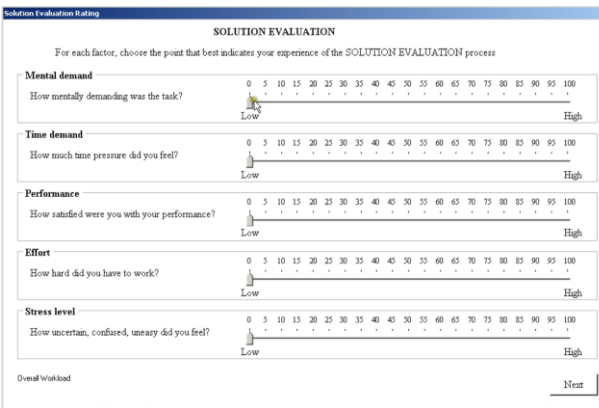 Solution Evaluation Rating
SOLUTION EVALUATION
For each factor, choose the point that best indicates your experience of the SOLUTION EVALUATION process
Mental demand
0 5 10 15 20 25 30 35 40 45 50 55 60 65 70 75 80 85 90 95 100
How mentally demanding was the task?
Low High
Time demand
0 5 10 15 20 25 30 35 40 45 50 55 60 65 70 75 80 85 90 95 100
How much time pressure did you feel?
Low High
Performance
0 5 10 15 20 25 30 35 40 45 50 55 60 65 70 75 80 85 90 95 100
How satisfied were you with your performance?
Low High
Effort
0 5 10 15 20 25 30 35 40 45 50 55 60 65 70 75 80 85 90 95 100
How hard did you have to work?
Low High
Stress level
0 5 10 15 20 25 30 35 40 45 50 55 60 65 70 75 80 85 90 95 100
How uncertain, confused, uneasy did you feel?
Low High
Overall Workload
Next